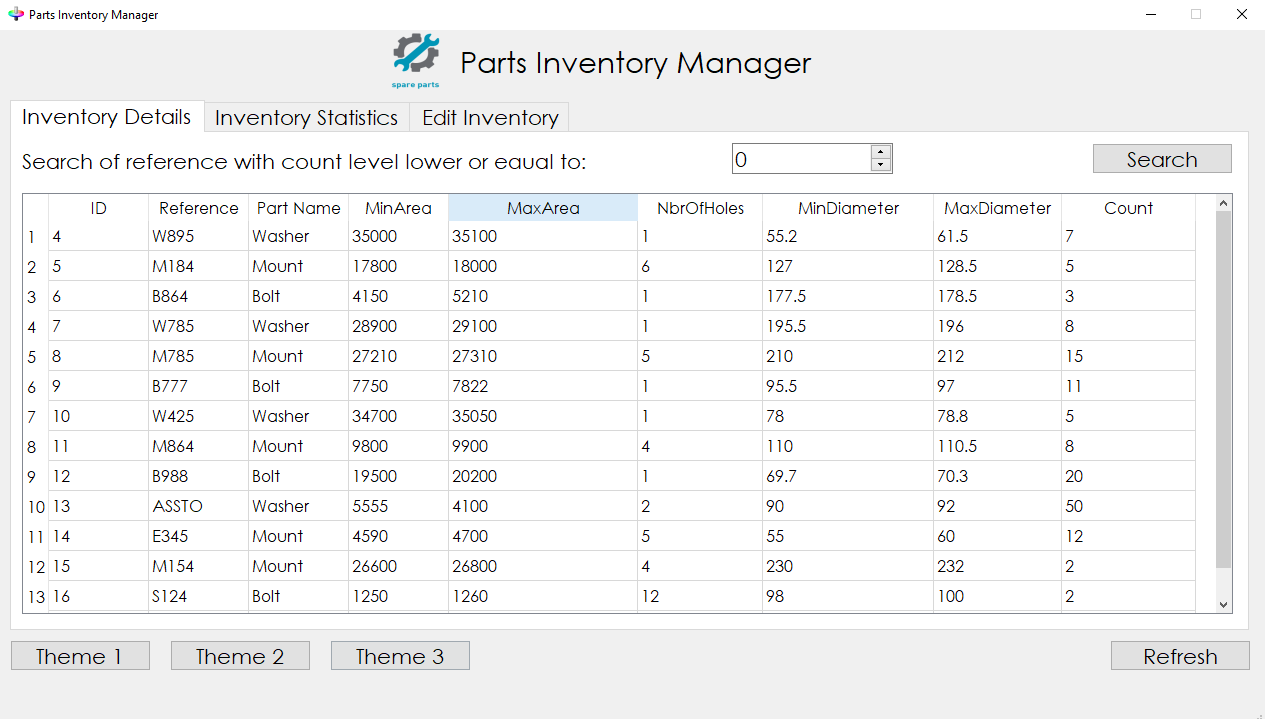 Parts Inventory Manager
spare parts
Parts Inventory Manager
Inventory Details Inventory Statistics Edit Inventory
Search of reference with count level lower or equal to: 0 Search
ID Reference Part Name MinArea MaxArea NbrOfHoles MinDiameter MaxDiameter Count
1 4 W895 Washer 35000 35100 1 55.2 61.5 7
2 5 M184 Mount 17800 18000 6 127 128.5 5
3 6 B864 Bolt 4150 5210 1 177.5 178.5 3
4 7 W785 Washer 28900 29100 1 195.5 196 8
5 8 M785 Mount 27210 27310 5 210 212 15
6 9 B777 Bolt 7750 7822 1 95.5 97 11
7 10 W425 Washer 34700 35050 1 78 78.8 5
8 11 M864 Mount 9800 9900 4 110 110.5 8
9 12 B988 Bolt 19500 20200 1 69.7 70.3 20
10 13 ASSTO Washer 5555 4100 2 90 92 50
11 14 E345 Mount 4590 4700 5 55 60 12
12 15 M154 Mount 26600 26800 4 230 232 2
13 16 S124 Bolt 1250 1260 12 98 100 2
Theme 1 Theme 2 Theme 3 Refresh